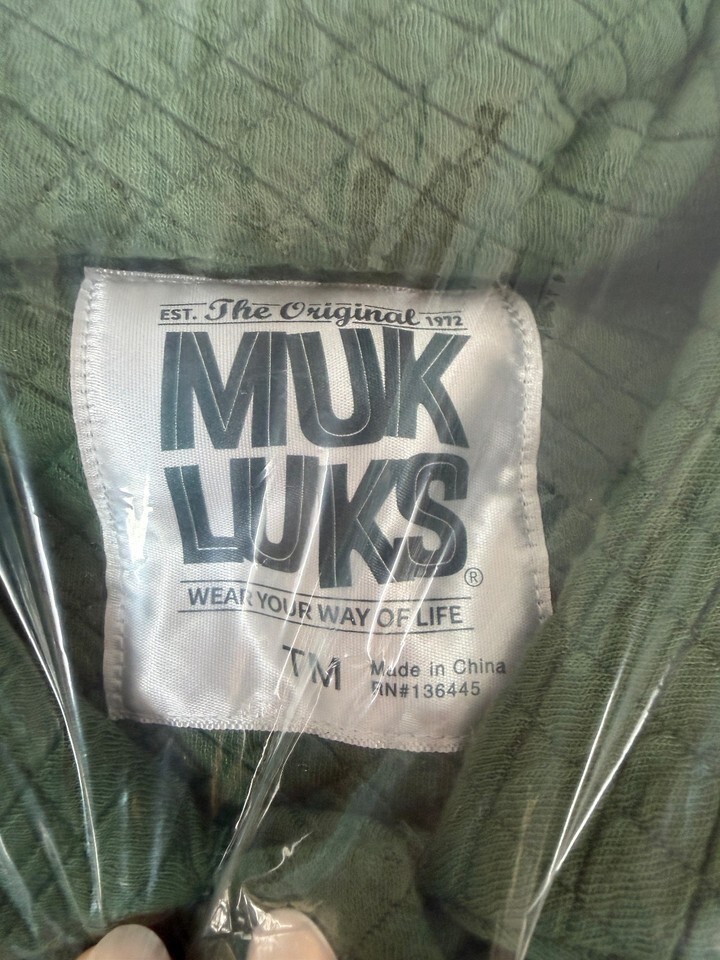 EST. The Original 1972
MUK
LUKS®
WEAR YOUR WAY OF LIFE
TM Made in China
RN#136445